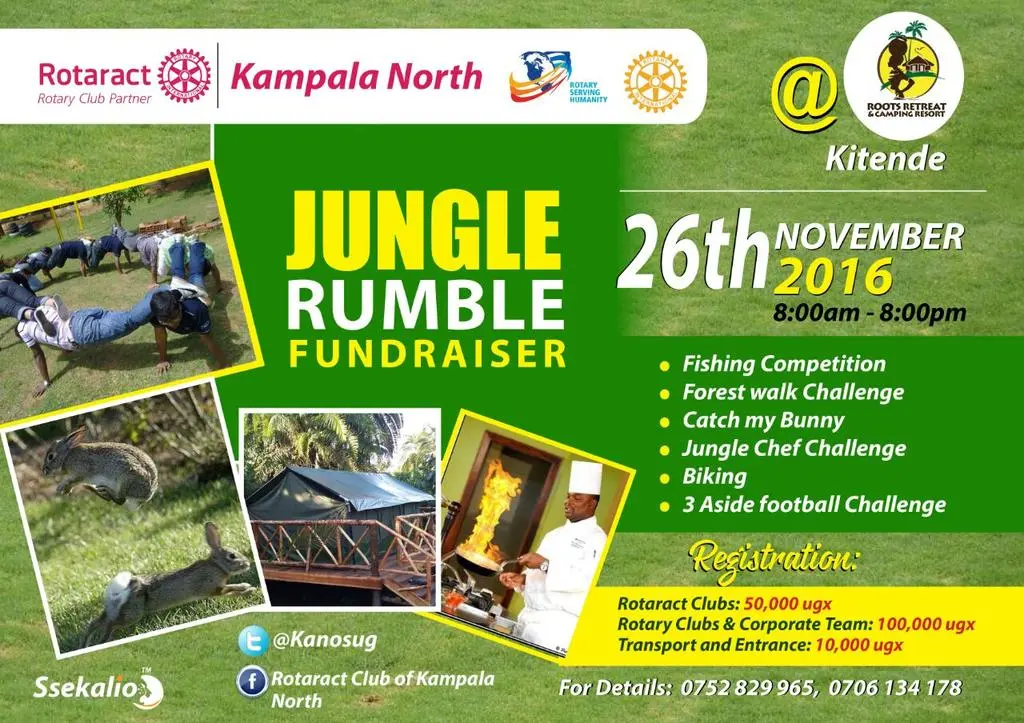 Rotaract
Rotary Club Partner
Kampala North
ROTARY
SERVING
HUMANITY
ROTARY
INTERNATIONAL
@
ROOTS RETREAT
& CAMPING RESORT
Kitende
JUNGLE
RUMBLE
FUNDRAISER
26th NOVEMBER
2016
8:00am - 8:00pm
Fishing Competition
Forest walk Challenge
Catch my Bunny
Jungle Chef Challenge
Biking
3 Aside football Challenge
Registration:
Rotaract Clubs: 50,000 ugx
Rotary Clubs & Corporate Team: 100,000 ugx
Transport and Entrance: 10,000 ugx
@Kanosug
Rotaract Club of Kampala
North
Ssekalio TM
For Details: 0752 829 965, 0706 134 178